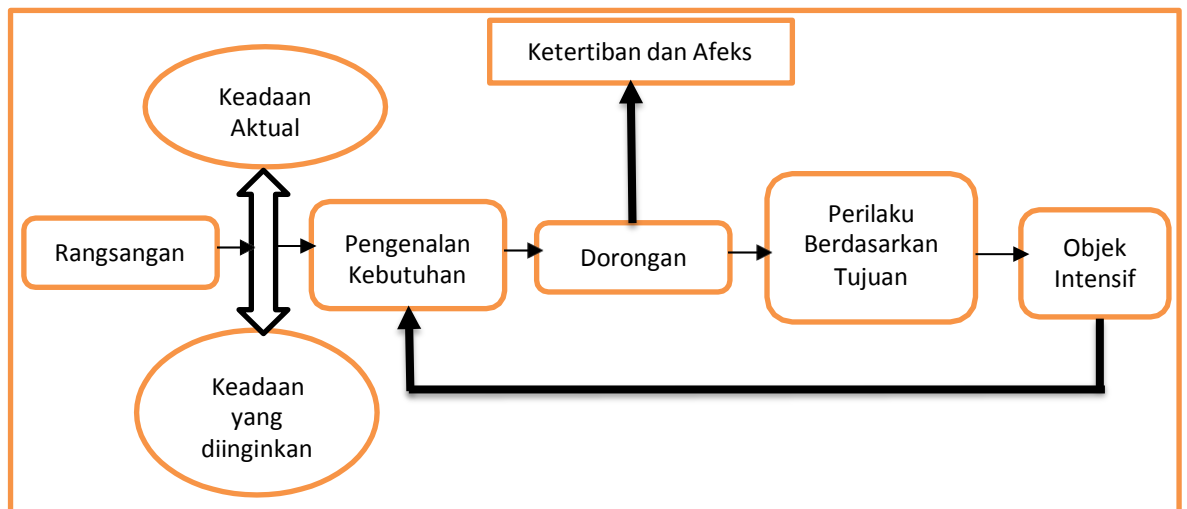 Ketertiban dan Afeks
Keadaan
Aktual
Rangsangan
Pengenalan
Kebutuhan
Dorongan
Perilaku
Berdasarkan
Tujuan
Objek
Intensif
Keadaan
yang
diinginkan